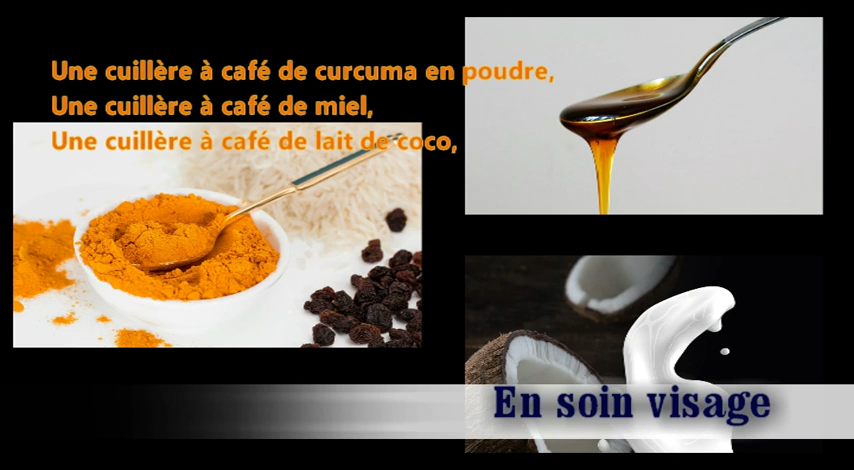 Une cuillère à café de curcuma en poudre,
Une cuillère à café de miel,
Une cuillère à café de lait de coco,
En soin visage